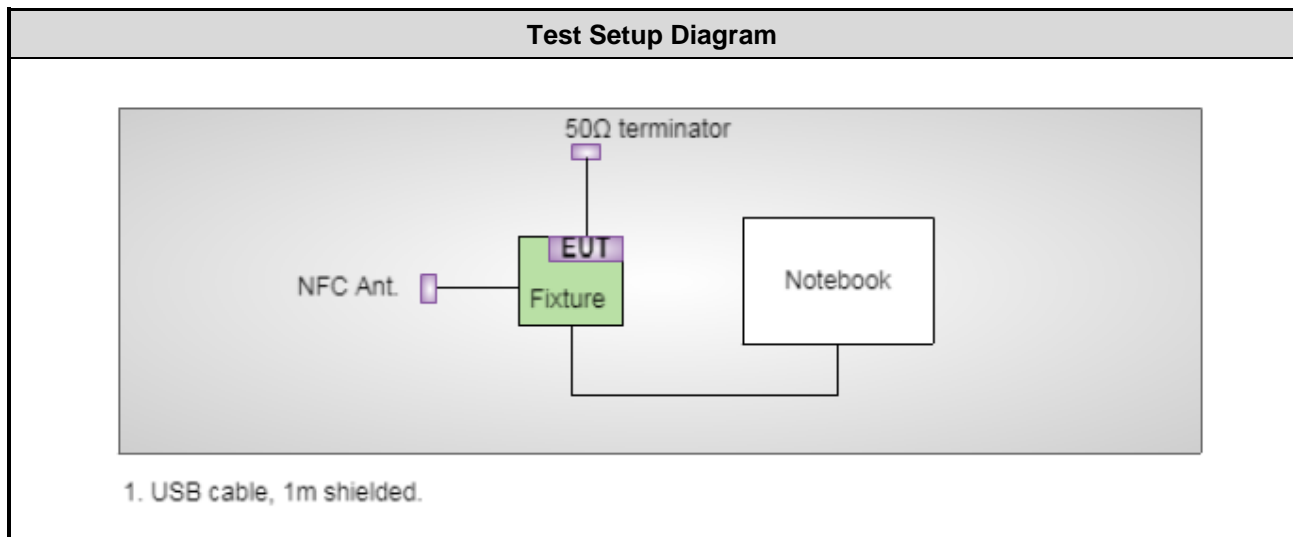 Test Setup Diagram
50Ω terminator
EUT
NFC Ant.
Fixture
Notebook
1. USB cable, 1m shielded.